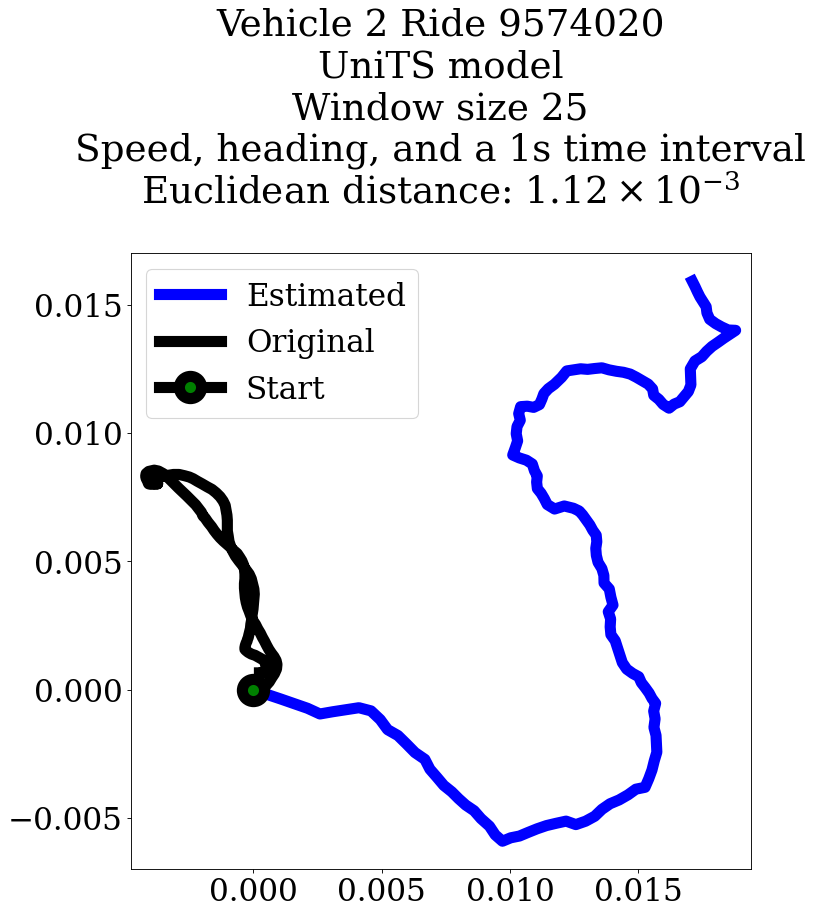 Vehicle 2 Ride 9574020
UniTS model
Window size 25
Speed, heading, and a 1s time interval
Euclidean distance: 1.12 × 10⁻³
Estimated
Original
Start
0.015
0.010
0.005
0.000
−0.005
0.000 0.005 0.010 0.015